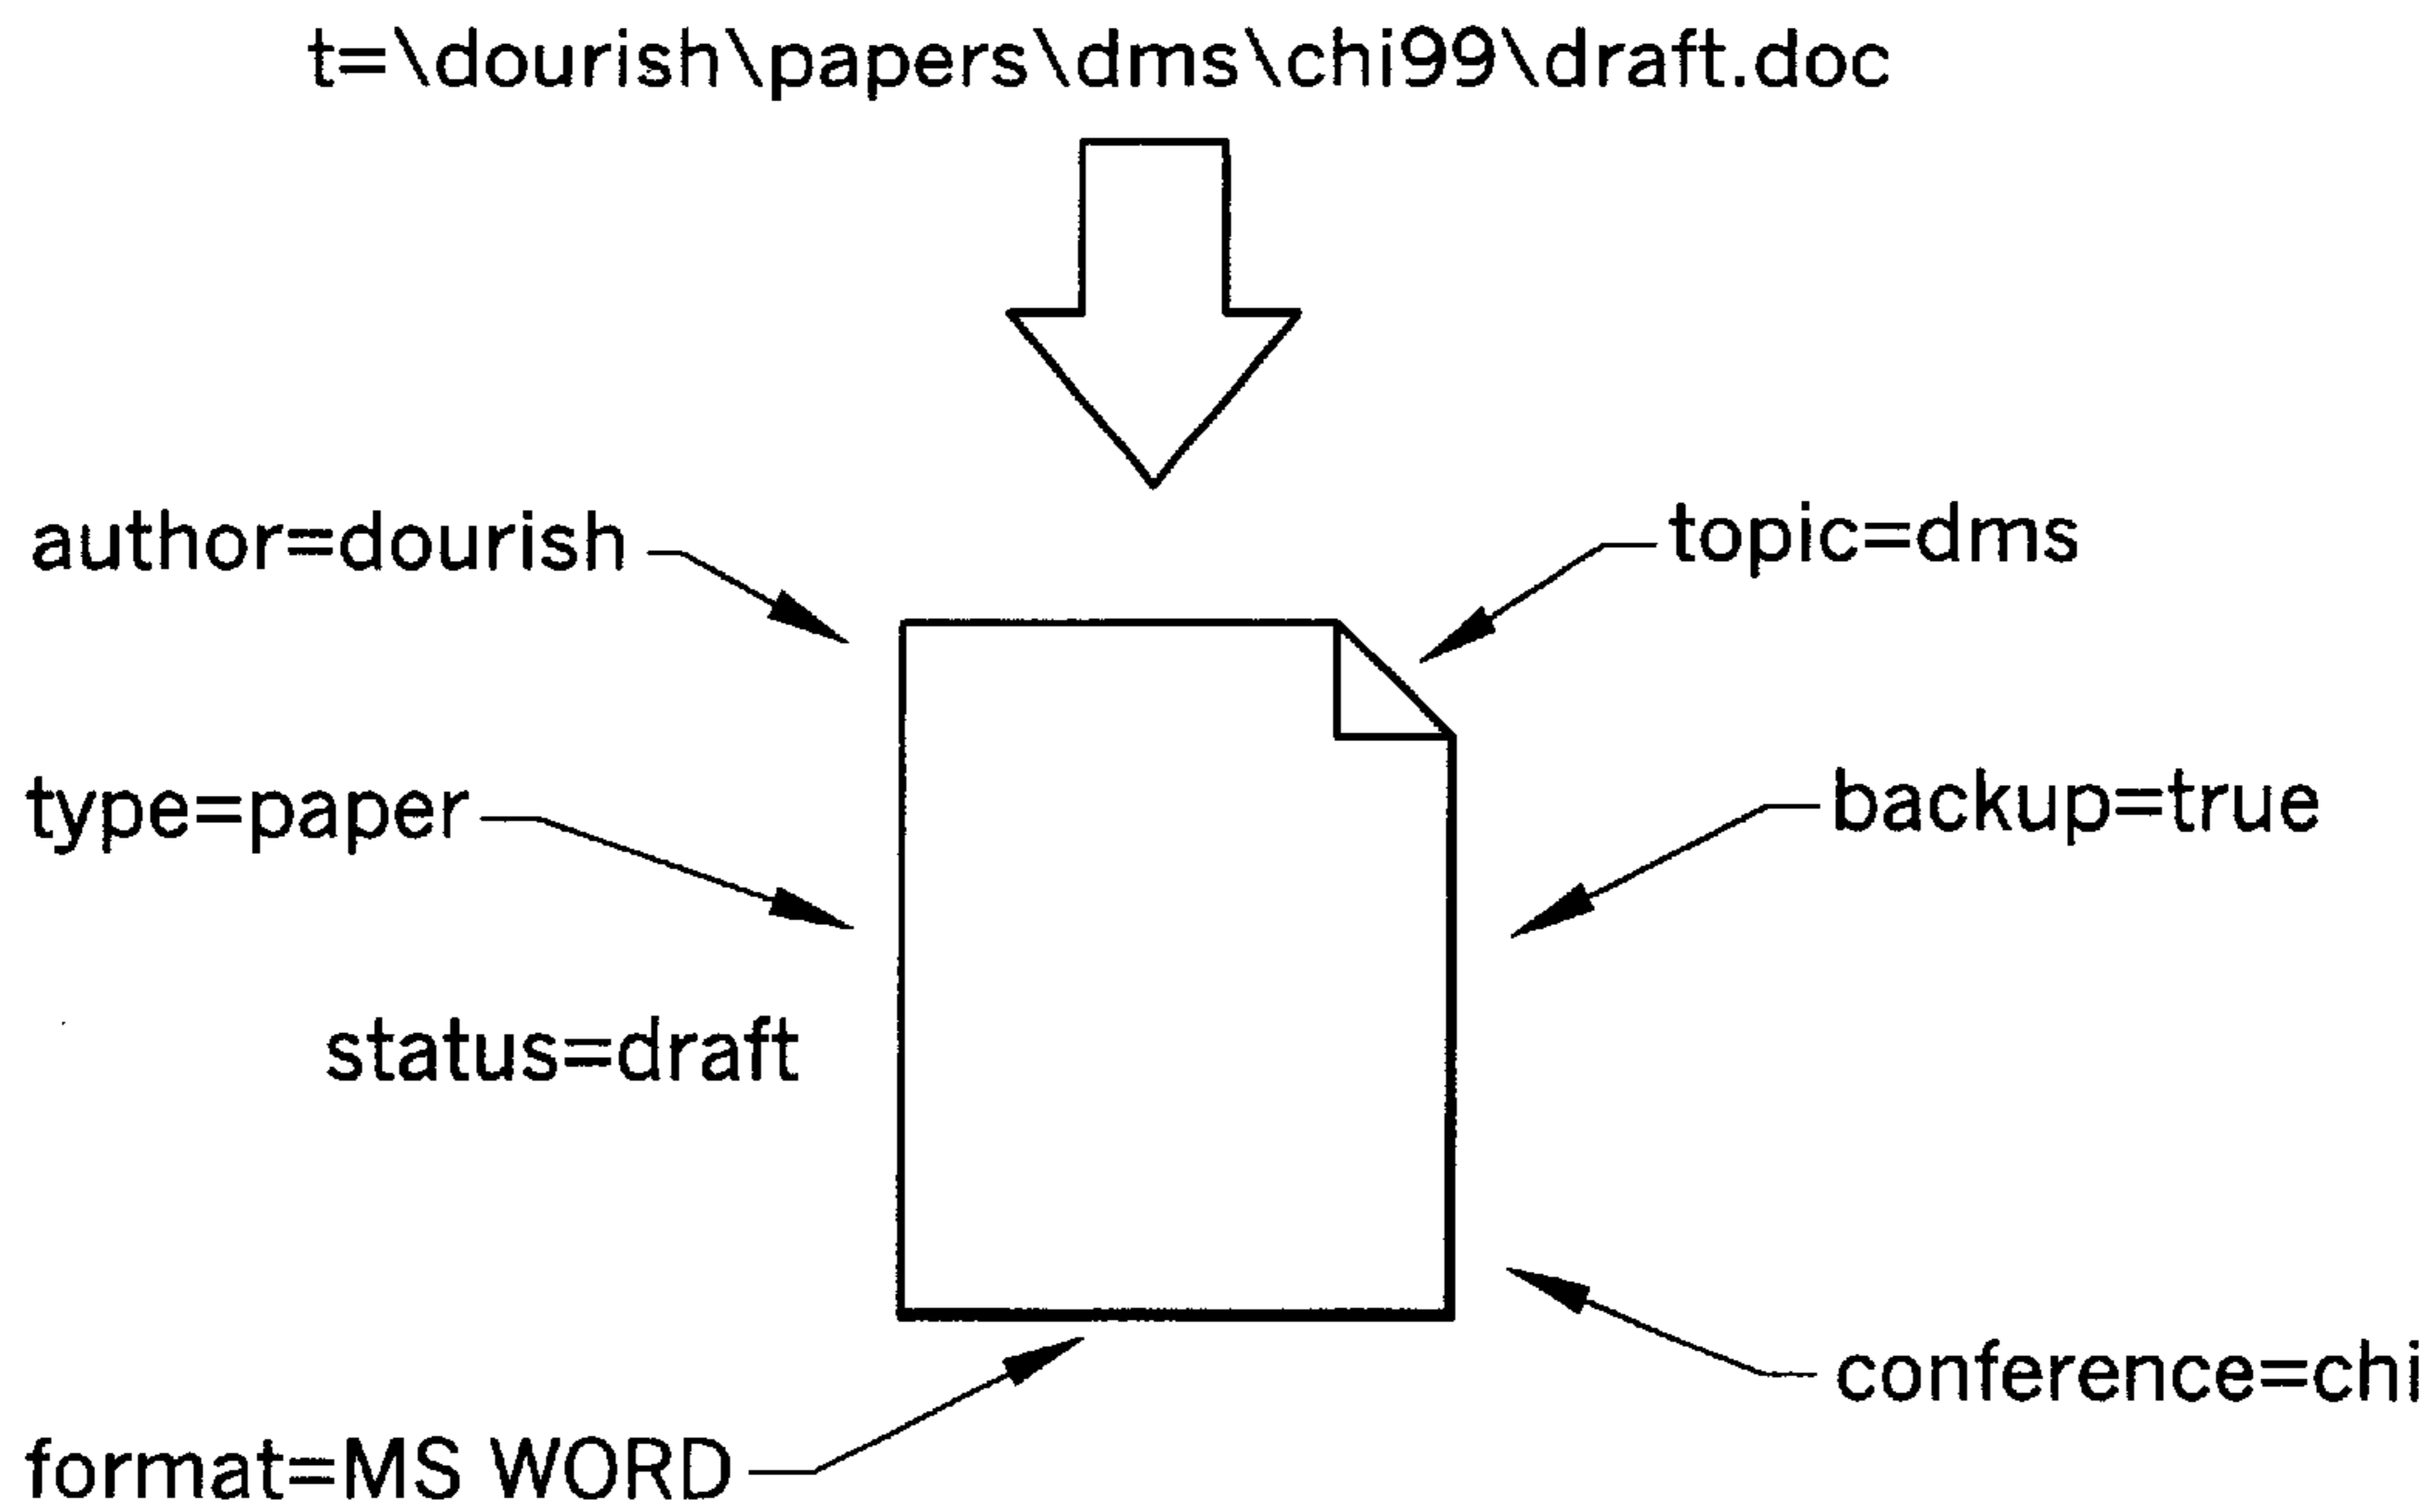 t=\dourish\papers\dms\chi99\draft.doc
author=dourish
topic=dms
type=paper
backup=true
status=draft
conference=chi
format=MS WORD